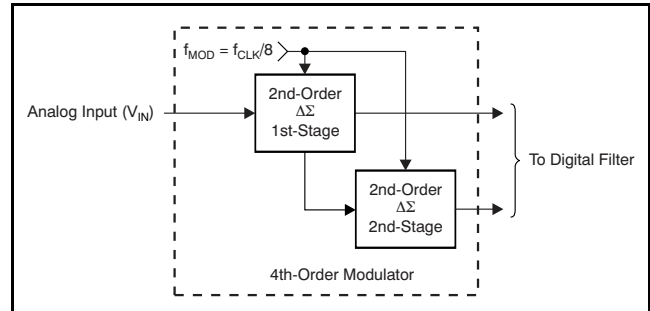 f_MOD = f_CLK/8
2nd-Order
ΔΣ
1st-Stage
Analog Input (V_IN)
To Digital Filter
2nd-Order
ΔΣ
2nd-Stage
4th-Order Modulator